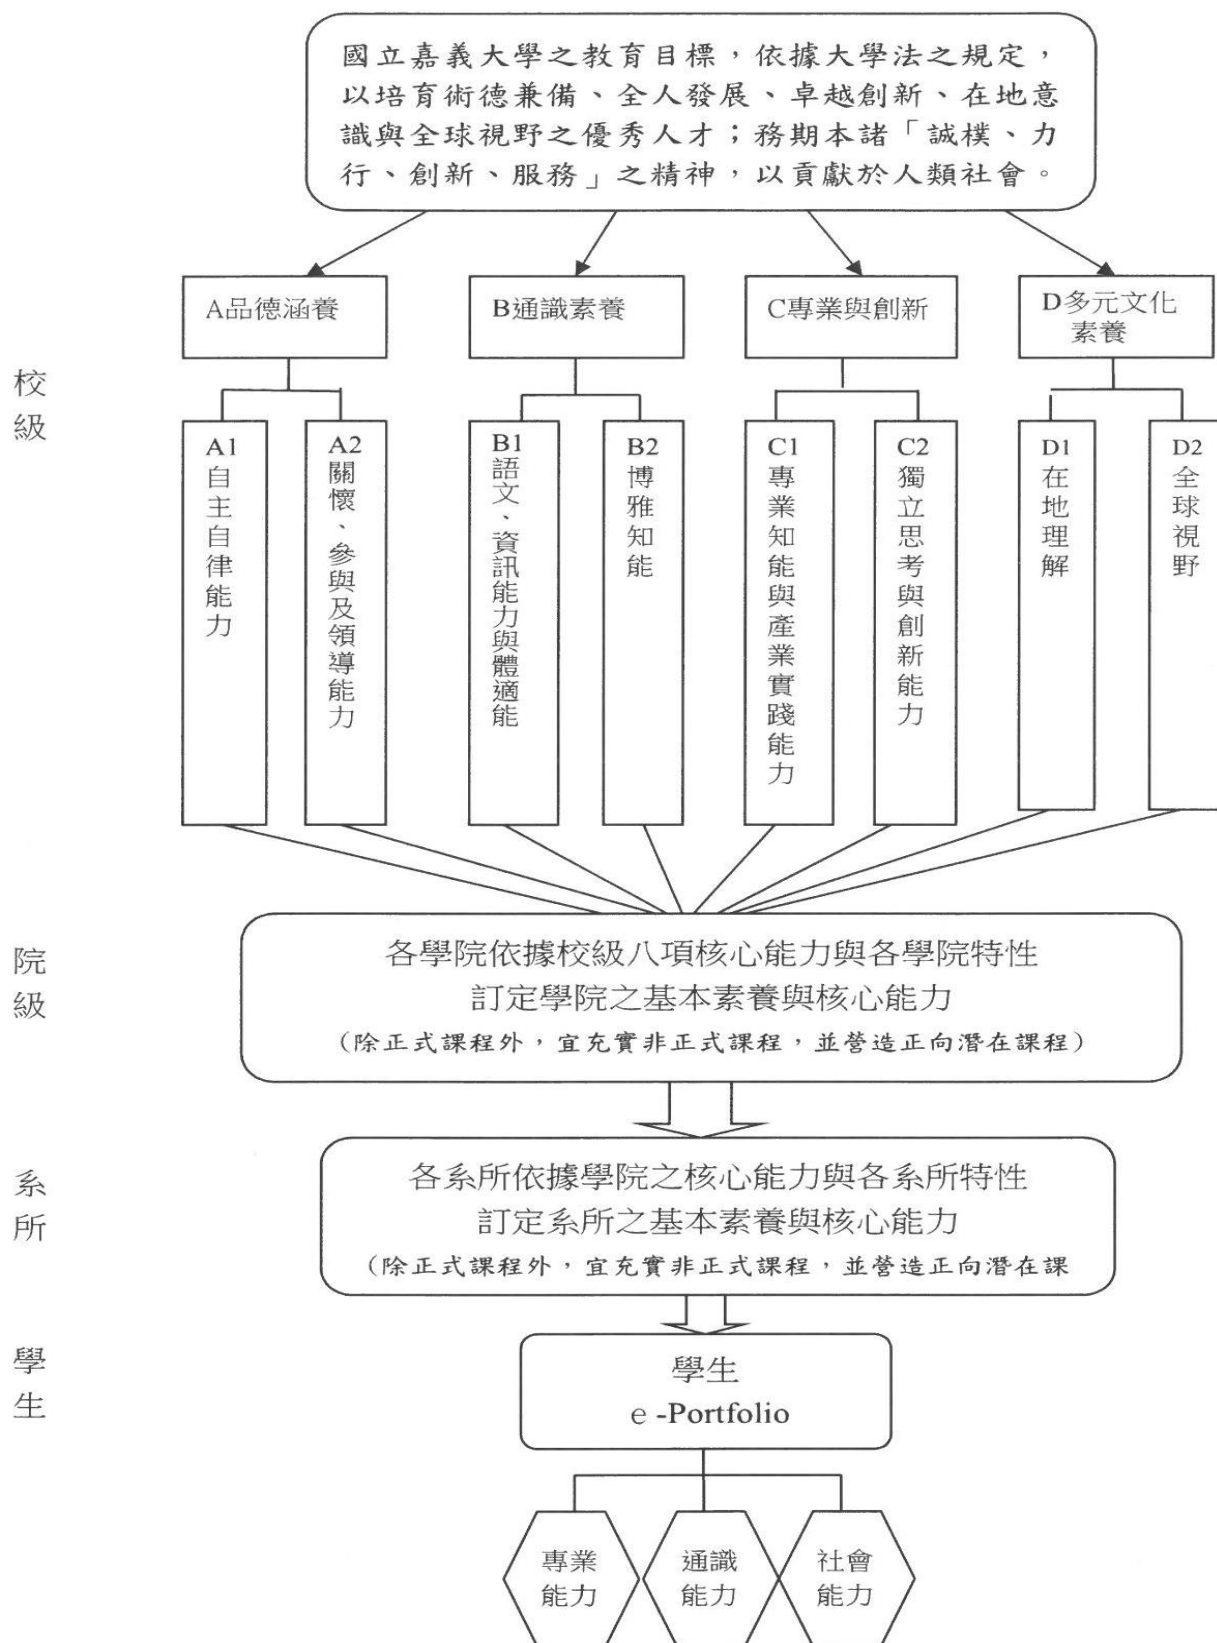 國立嘉義大學之教育目標，依據大學法之規定，
以培育術德兼備、全人發展、卓越創新、在地意
識與全球視野之優秀人才；務期本諸「誠樸、力
行、創新、服務」之精神，以貢獻於人類社會。
A品德涵養
B通識素養
C專業與創新
D多元文化
素養
校
級
A1
自主自律能力
A2
關懷、參與及領導能力
B1
語文、資訊能力與體適能
B2
博雅知能
C1
專業知能與產業實踐能力
C2
獨立思考與創新能力
D1
在地理解
D2
全球視野
院
級
各學院依據校級八項核心能力與各學院特性
訂定學院之基本素養與核心能力
（除正式課程外，宜充實非正式課程，並營造正向潛在課程）
系
所
各系所依據學院之核心能力與各系所特性
訂定系所之基本素養與核心能力
（除正式課程外，宜充實非正式課程，並營造正向潛在課
學
生
學生
e -Portfolio
專業
能力
通識
能力
社會
能力